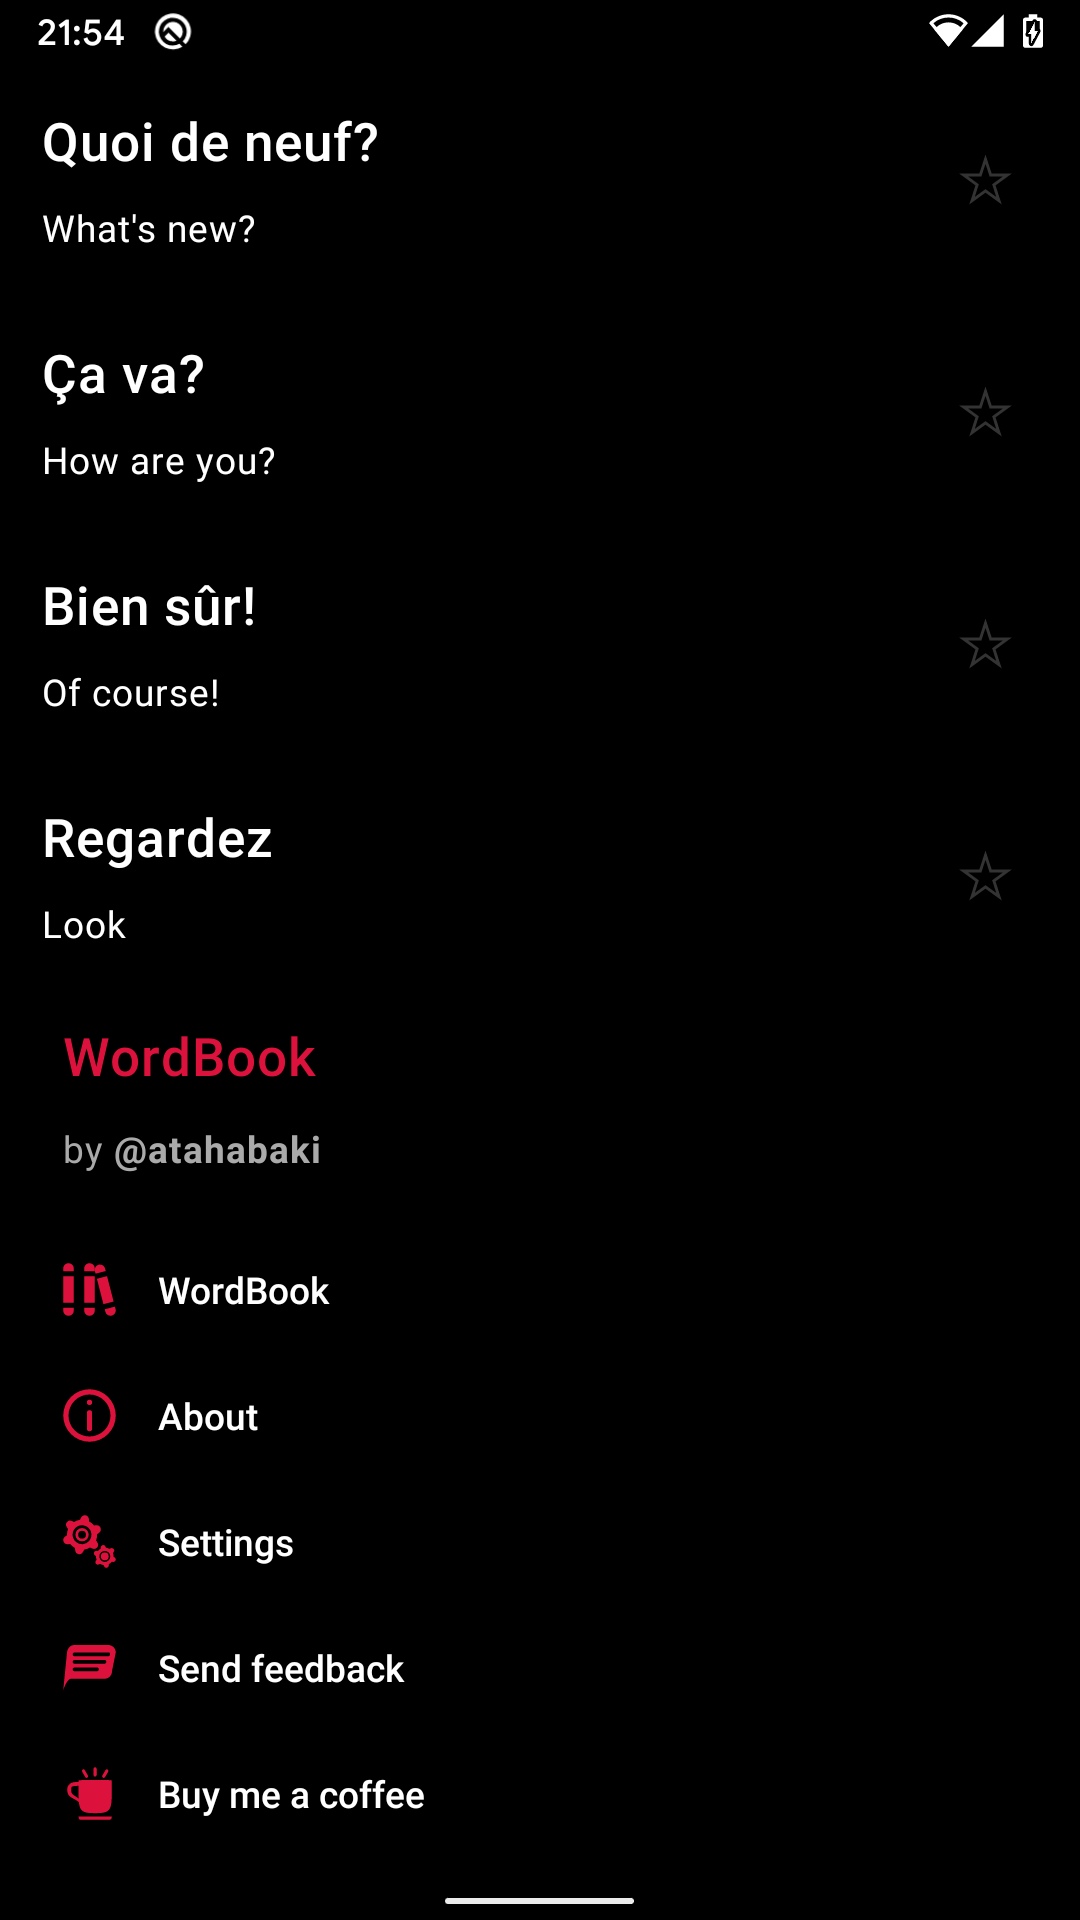 21:54
Quoi de neuf?
What's new?
Ça va?
How are you?
Bien sûr!
Of course!
Regardez
Look
WordBook
by @atahabaki
WordBook
About
Settings
Send feedback
Buy me a coffee